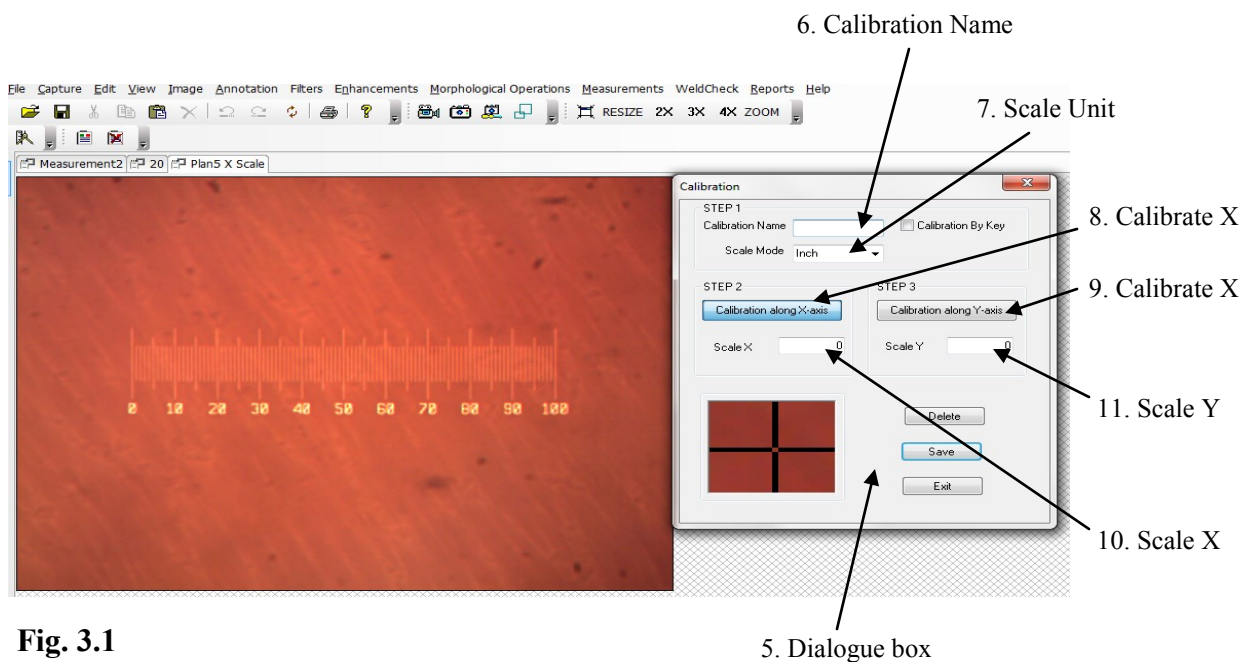 6. Calibration Name
File Capture Edit View Image Annotation Filters Enhancements Morphological Operations Measurements WeldCheck Reports Help
RESIZE 2X 3X 4X ZOOM
7. Scale Unit
Measurement2 20 Plan5 X Scale
Calibration
STEP 1
Calibration Name
Calibration By Key
Scale Mode Inch
8. Calibrate X
STEP 2
STEP 3
9. Calibrate X
Calibration along X-axis
Calibration along Y-axis
Scale X 0
Scale Y 0
0 10 20 30 40 50 60 70 80 90 100
11. Scale Y
Delete
Save
Exit
10. Scale X
Fig. 3.1
5. Dialogue box